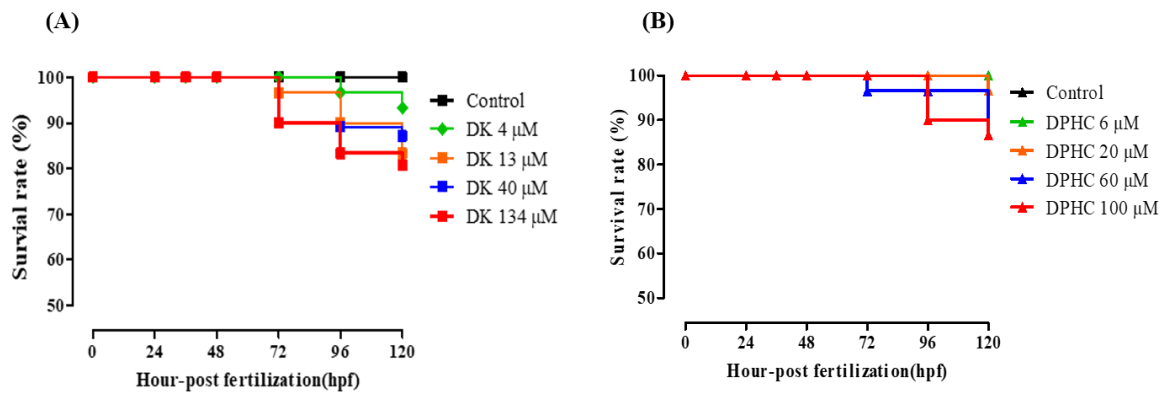 (A)
Survial rate (%)
100
90
80
70
60
50
0 24 48 72 96 120
Hour-post fertilization(hpf)
Control
DK 4 μM
DK 13 μM
DK 40 μM
DK 134 μM
(B)
Survival rate (%)
100
90
80
70
60
50
0 24 48 72 96 120
Hour-post fertilization(hpf)
Control
DPHC 6 μM
DPHC 20 μM
DPHC 60 μM
DPHC 100 μM